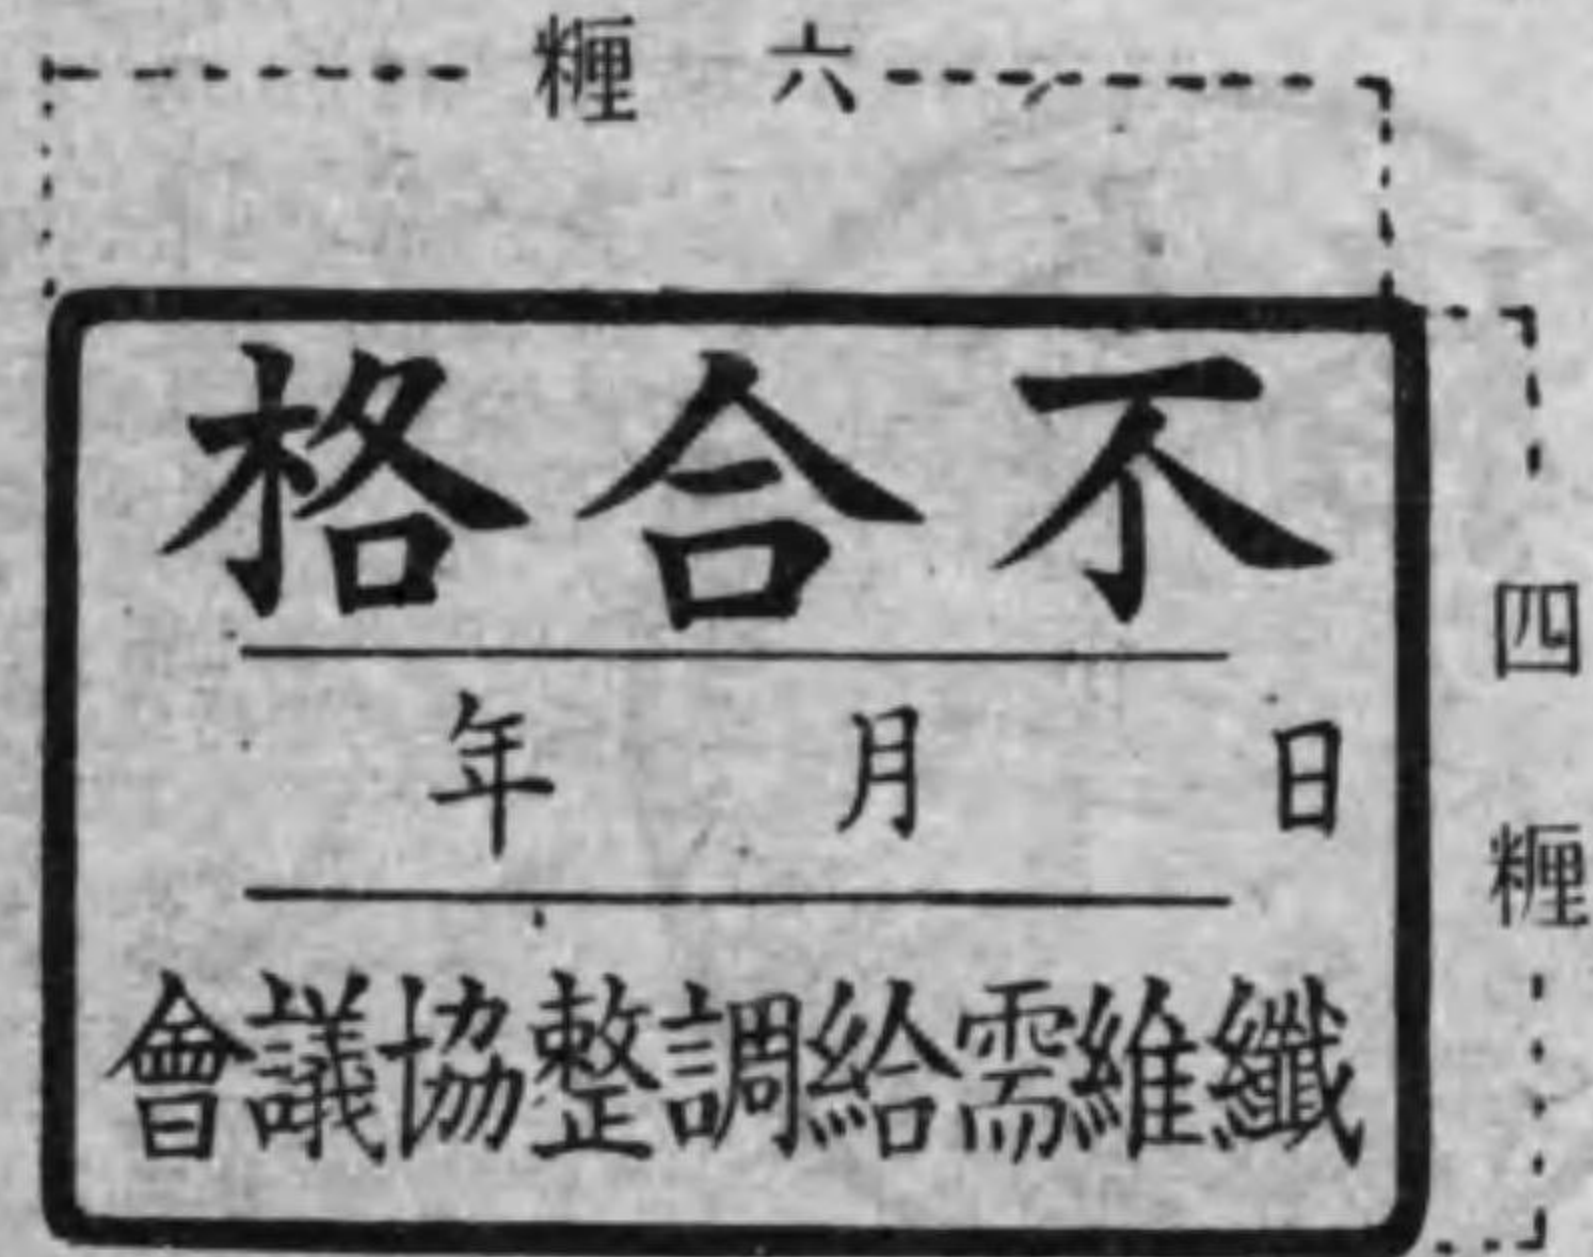 六糎
不合格
年 月 日
纖維需給調整協議會
四糎